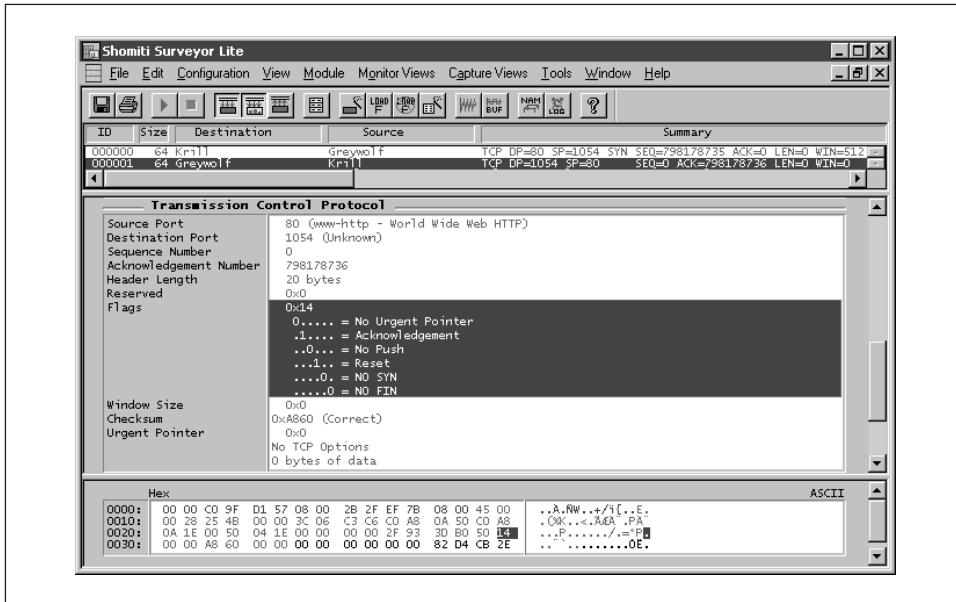 Shomiti Surveyor Lite
File Edit Configuration View Module Monitor Views Capture Views Tools Window Help
LOAD BUF NAM LOG
ID Size Destination Source Summary
000000 64 Krill Greywolf TCP DP=80 SP=1054 SYN SEQ=798178735 ACK=0 LEN=0 WIN=512
000001 64 Greywolf Krill TCP DP=1054 SP=80 SEQ=0 ACK=798178736 LEN=0 WIN=0
Transmission Control Protocol
Source Port 80 (www-http - World Wide Web HTTP)
Destination Port 1054 (Unknown)
Sequence Number 0
Acknowledgement Number 798178736
Header Length 20 bytes
Reserved 0x0
Flags 0x14
0..... = No Urgent Pointer
.1.... = Acknowledgement
..0... = No Push
...1.. = Reset
....0. = NO SYN
.....0 = NO FIN
Window Size 0x0
Checksum 0xA860 (Correct)
Urgent Pointer 0x0
No TCP Options
0 bytes of data
Hex ASCII
0000: 00 00 C0 9F D1 57 08 00 2B 2F EF 7B 08 00 45 00 ..À.ÑW..+/ï{..E.
0010: 00 28 25 4B 00 00 3C 06 C3 C6 C0 A8 0A 50 C0 A8
0020: 0A 1E 00 50 04 1E 00 00 00 00 2F 93 3D B0 50 14 ...P....../.=°P.
0030: 00 00 A8 60 00 00 00 00 00 00 00 00 82 D4 CB 2E